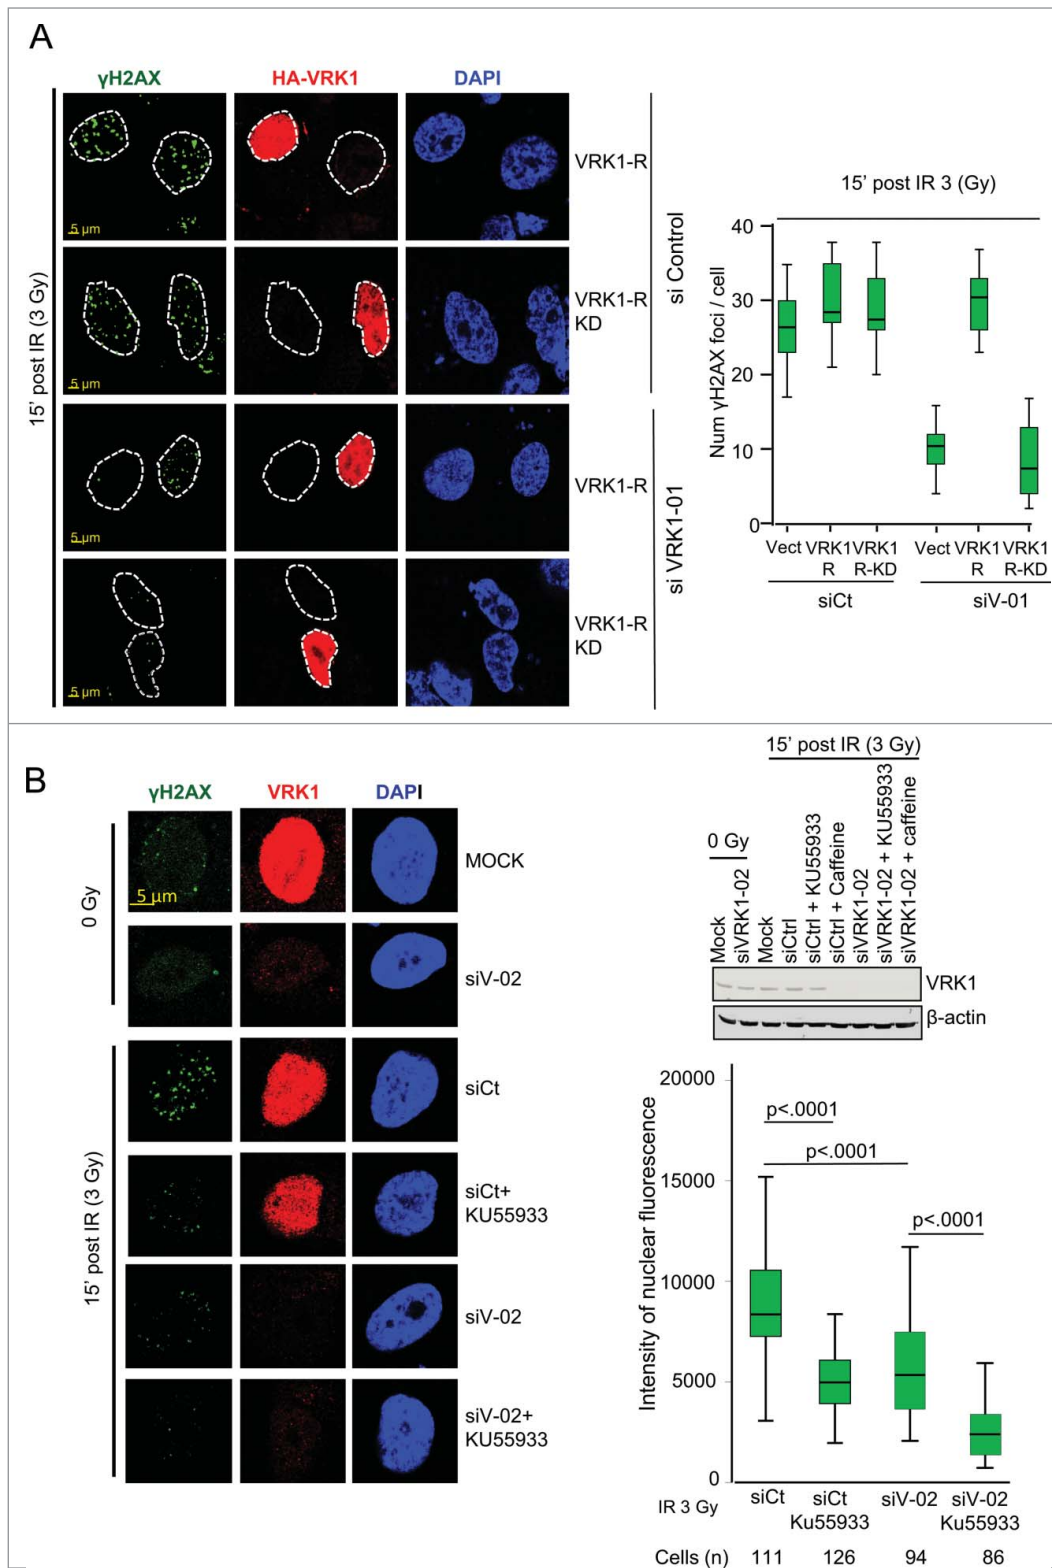 A
γH2AX HA-VRK1 DAPI
15' post IR (3 Gy)
5 µm
VRK1-R
5 µm
VRK1-R
KD
si Control
5 µm
VRK1-R
5 µm
VRK1-R
KD
si VRK1-01
15' post IR 3 (Gy)
Num γH2AX foci / cell
40
30
20
10
0
Vect VRK1 VRK1 Vect VRK1 VRK1
R R-KD R R-KD
siCt siV-01
B
γH2AX VRK1 DAPI
0 Gy
5 µm
MOCK
siV-02
15' post IR (3 Gy)
siCt
siCt+
KU55933
siV-02
siV-02+
KU55933
15' post IR (3 Gy)
0 Gy
Mock
siVRK1-02
Mock
siCtrl
siCtrl + KU55933
siCtrl + Caffeine
siVRK1-02
siVRK1-02 + KU55933
siVRK1-02 + caffeine
VRK1
β-actin
Intensity of nuclear fluorescence
20000
15000
10000
5000
0
p<.0001
p<.0001
p<.0001
IR 3 Gy siCt siCt siV-02 siV-02
Ku55933 Ku55933
Cells (n) 111 126 94 86